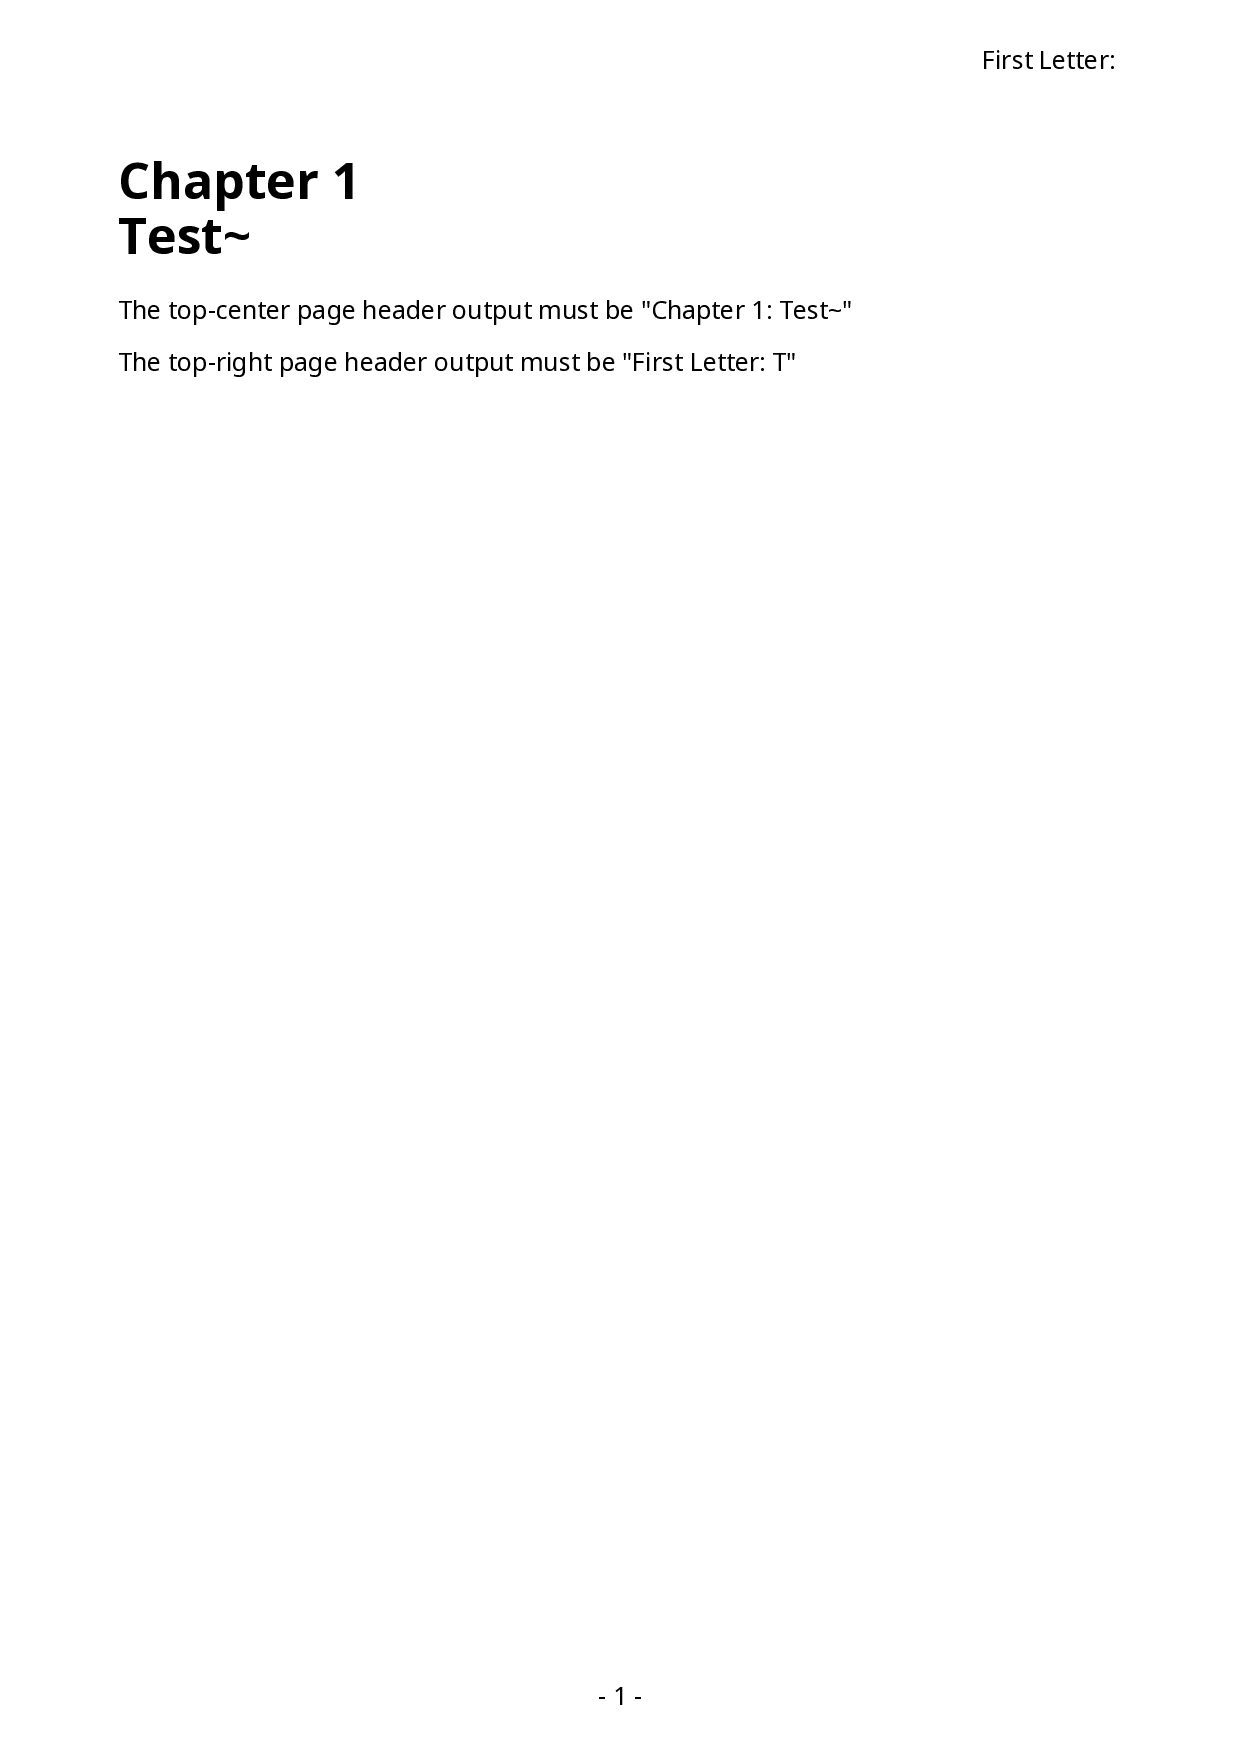 First Letter:
Chapter 1
Test~
The top-center page header output must be "Chapter 1: Test~"
The top-right page header output must be "First Letter: T"
- 1 -